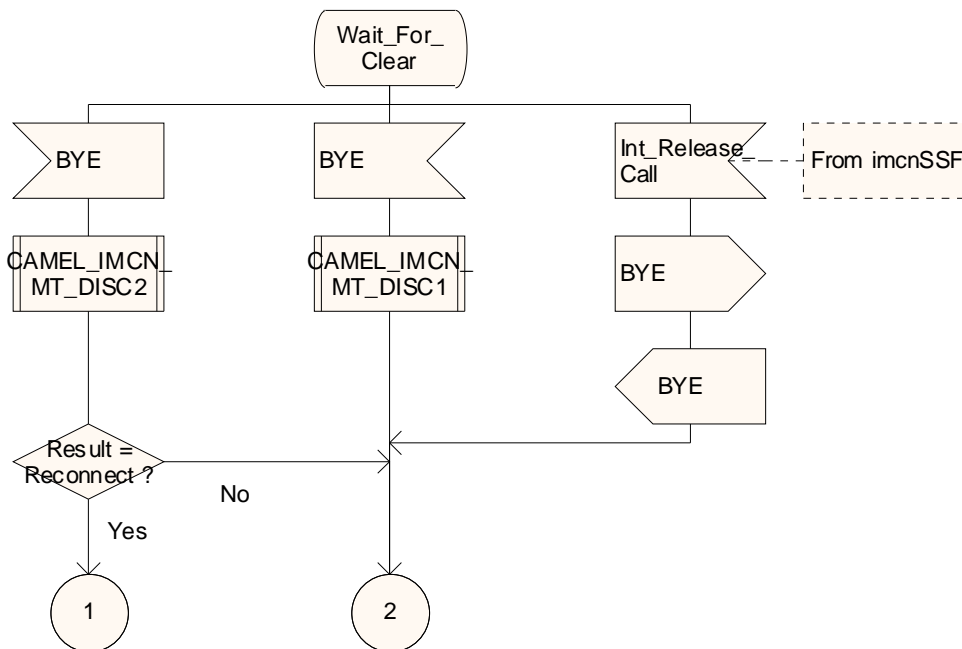 Wait_For_
Clear
BYE
BYE
Int_Release_
Call
From imcnSSF
CAMEL_IMCN_
MT_DISC2
CAMEL_IMCN_
MT_DISC1
BYE
BYE
Result =
Reconnect ?
No
Yes
1
2